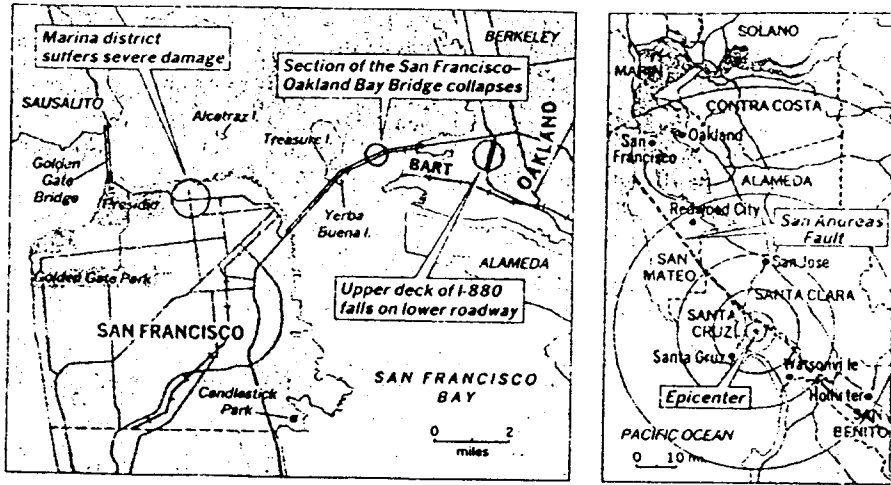 Marina district
surfers severe damage
Section of the San Francisco–
Oakland Bay Bridge collapses
BERKELEY
SAUSALITO
Alcatraz I.
Treasure I.
Golden
Gate
Bridge
Presidio
BART
OAKLAND
Yerba
Buena I.
Golden Gate Park
ALAMEDA
Upper deck of I-880
falls on lower roadway
SAN FRANCISCO
Candlestick
Park
SAN FRANCISCO
BAY
0 2
miles
SOLANO
MARIN
CONTRA COSTA
Oakland
San
Francisco
ALAMEDA
Redwood City
San Andreas
Fault
SAN
MATEO
San Jose
SANTA CLARA
SANTA
CRUZ
Santa Cruz
Watsonville
Epicenter
Hollister
SAN
BENITO
PACIFIC OCEAN
0 10 mi